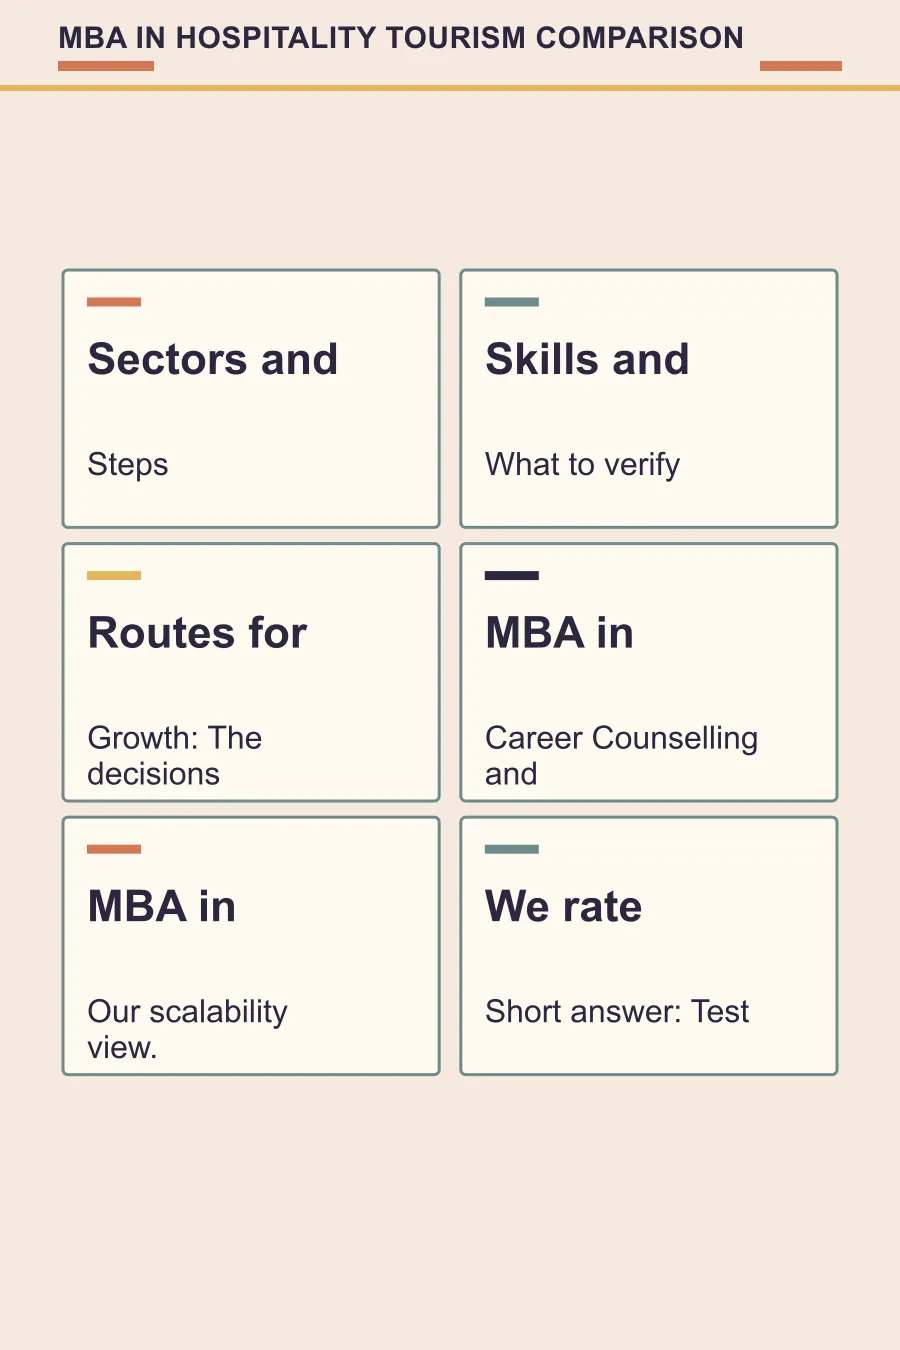 MBA IN HOSPITALITY TOURISM COMPARISON
Sectors and
Steps
Skills and
What to verify
Routes for
Growth: The
decisions
MBA in
Career Counselling
and
MBA in
Our scalability
view.
We rate
Short answer: Test